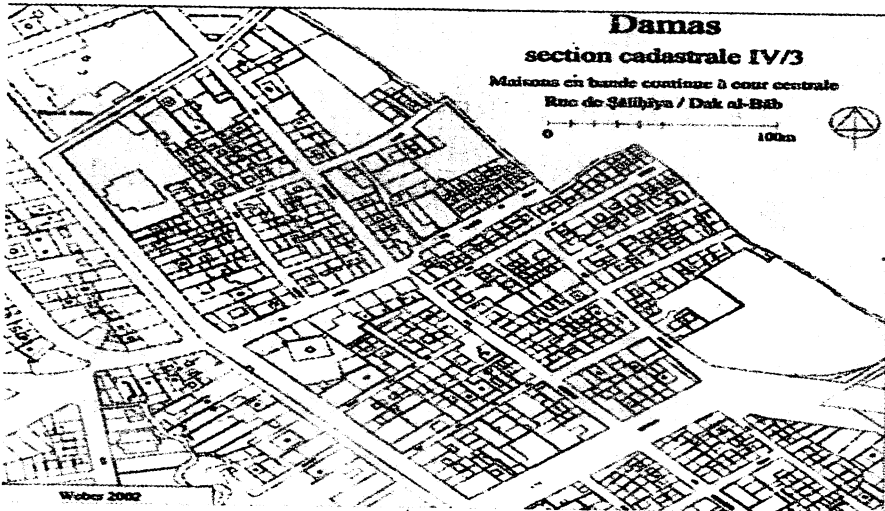 Damas
section cadastrale IV/3
Maisons en bande continue à cour centrale
Rue de Ṣāliḥīya / Dak al-Bāb
0
100m
Weber 2002